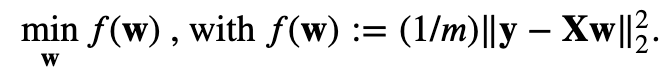 min f(w) , with f(w) := (1/m)‖y − Xw‖₂².
w